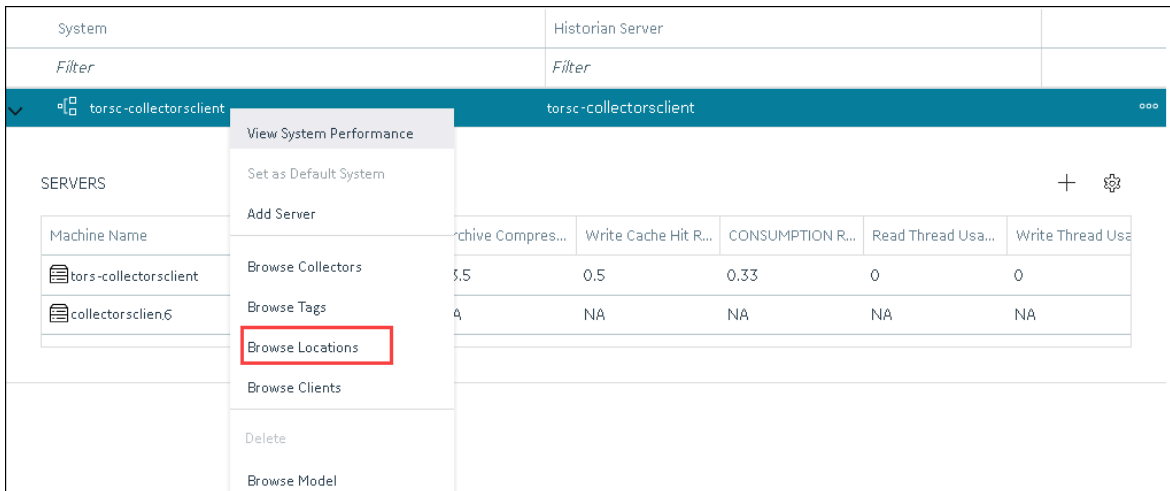 System Historian Server
Filter Filter
torsc-collectorsclient torsc-collectorsclient
View System Performance
Set as Default System
SERVERS
Add Server
Machine Name rchive Compres... Write Cache Hit R... CONSUMPTION R... Read Thread Usa... Write Thread Usa
Browse Collectors
tors-collectorsclient 3.5 0.5 0.33 0 0
Browse Tags
collectorsclien,6 A NA NA NA NA
Browse Locations
Browse Clients
Delete
Browse Model